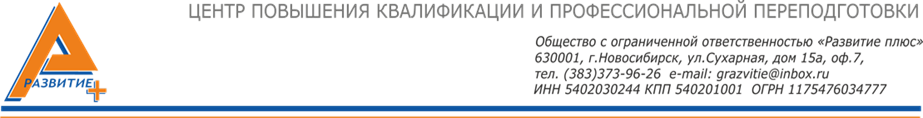 ЦЕНТР ПОВЫШЕНИЯ КВАЛИФИКАЦИИ И ПРОФЕССИОНАЛЬНОЙ ПЕРЕПОДГОТОВКИ
Общество с ограниченной ответственностью «Развитие плюс»
630001, г.Новосибирск, ул.Сухарная, дом 15а, оф.7,
тел. (383)373-96-26 e-mail: grazvitie@inbox.ru
ИНН 5402030244 КПП 540201001 ОГРН 1175476034777
РАЗВИТИЕ+